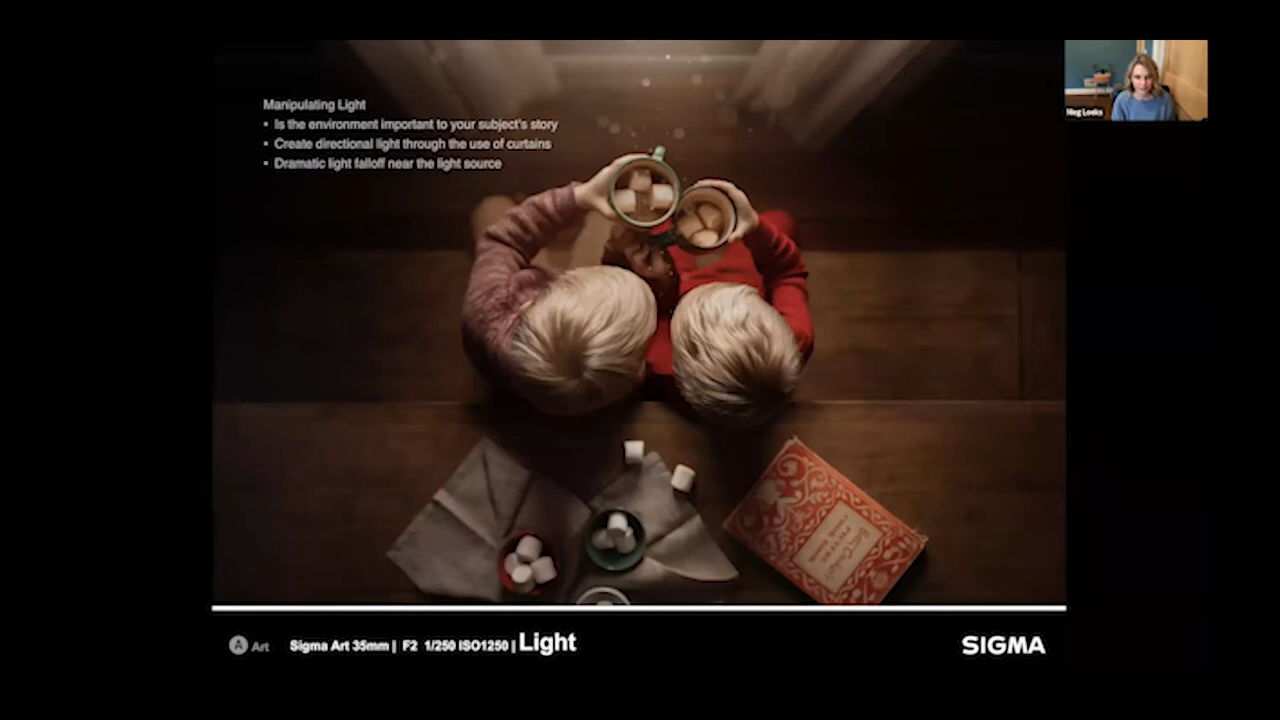 Manipulating Light
▪ Is the environment important to your subject's story
▪ Create directional light through the use of curtains
▪ Dramatic light falloff near the light source
Meg Loeks
A Art Sigma Art 35mm | F2 1/250 ISO1250 | Light
SIGMA